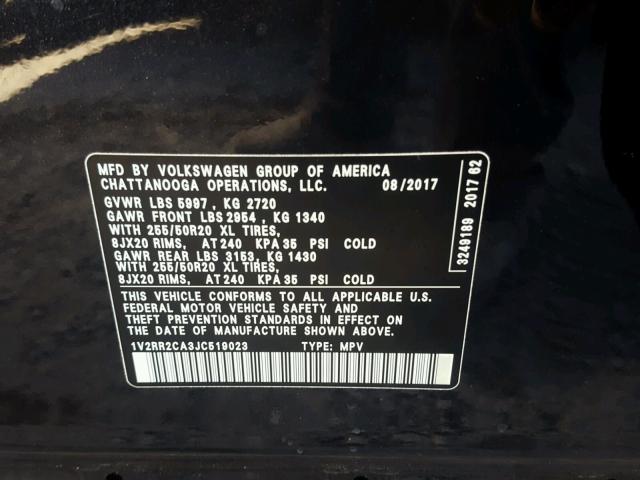 MFD BY VOLKSWAGEN GROUP OF AMERICA
CHATTANOOGA OPERATIONS, LLC. 08/2017
GVWR LBS 5997, KG 2720
GAWR FRONT LBS 2954, KG 1340
WITH 255/50R20 XL TIRES,
8JX20 RIMS, AT 240 KPA 35 PSI COLD
GAWR REAR LBS 3153, KG 1430
WITH 255/50R20 XL TIRES,
8JX20 RIMS, AT 240 KPA 35 PSI COLD
THIS VEHICLE CONFORMS TO ALL APPLICABLE U.S.
FEDERAL MOTOR VEHICLE SAFETY AND
THEFT PREVENTION STANDARDS IN EFFECT ON
THE DATE OF MANUFACTURE SHOWN ABOVE.
1V2RR2CA3JC519023 TYPE: MPV
3249189 2017 62